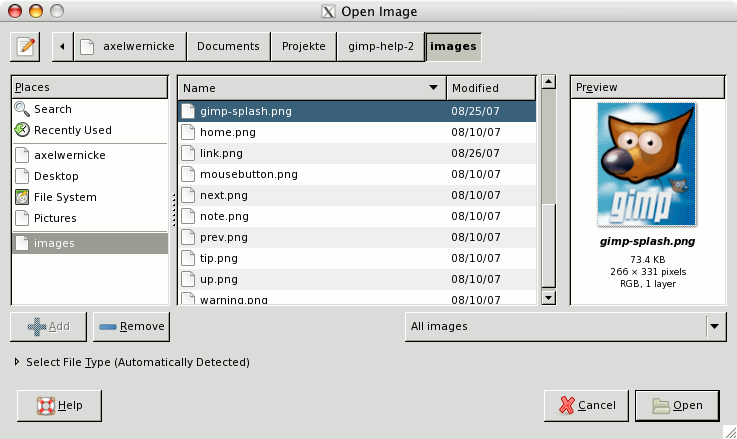 Open Image
axelwernicke Documents Projekte gimp-help-2 images
Places
Search
Recently Used
axelwernicke
Desktop
File System
Pictures
images
Name Modified
gimp-splash.png 08/25/07
home.png 08/10/07
link.png 08/26/07
mousebutton.png 08/10/07
next.png 08/10/07
note.png 08/10/07
prev.png 08/10/07
tip.png 08/10/07
up.png 08/10/07
warning.png 08/10/07
Preview
gimp
gimp-splash.png
73.4 KB
266 × 331 pixels
RGB, 1 layer
Add Remove All images
Select File Type (Automatically Detected)
Help Cancel Open